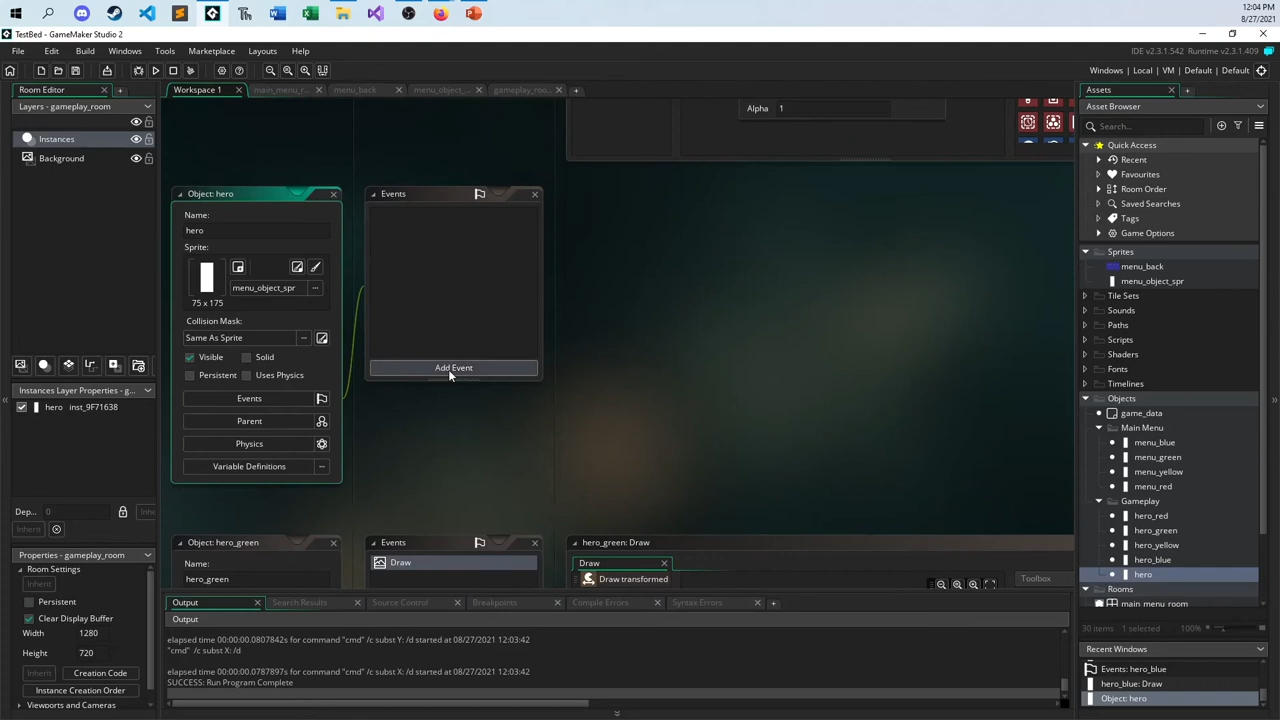 12:04 PM
8/27/2021
TestBed - GameMaker Studio 2
File Edit Build Windows Tools Marketplace Layouts Help
IDE v2.3.1.542 Runtime v2.3.1.409
Windows | Local | VM | Default | Default
Room Editor
Workspace 1
main_menu_r...
menu_back
menu_object_...
gameplay_roo...
Layers - gameplay_room
Instances
Background
Instances Layer Properties - g...
hero inst_9F71638
Dep... 0
Inhe
Inherit
Properties - gameplay_room
Room Settings
Inherit
Persistent
Clear Display Buffer
Width 1280
Height 720
Inherit
Creation Code
Instance Creation Order
Viewports and Cameras
Object: hero
Name:
hero
Sprite:
menu_object_spr
75 x 175
Collision Mask:
Same As Sprite
Visible Solid
Persistent Uses Physics
Events
Parent
Physics
Variable Definitions
Events
Add Event
Alpha 1
Object: hero_green
Name:
hero_green
Events
Draw
hero_green: Draw
Draw
Draw transformed
Toolbox
Output
Search Results
Source Control
Breakpoints
Compile Errors
Syntax Errors
Output
elapsed time 00:00:00.0807842s for command "cmd" /c subst Y: /d started at 08/27/2021 12:03:42
"cmd" /c subst X: /d
elapsed time 00:00:00.0787897s for command "cmd" /c subst X: /d started at 08/27/2021 12:03:42
SUCCESS: Run Program Complete
Assets
Asset Browser
Search...
Quick Access
Recent
Favourites
Room Order
Saved Searches
Tags
Game Options
Sprites
menu_back
menu_object_spr
Tile Sets
Sounds
Paths
Scripts
Shaders
Fonts
Timelines
Objects
game_data
Main Menu
menu_blue
menu_green
menu_yellow
menu_red
Gameplay
hero_red
hero_green
hero_yellow
hero_blue
hero
Rooms
main_menu_room
30 items 1 selected 100%
Recent Windows
Events: hero_blue
hero_blue: Draw
Object: hero